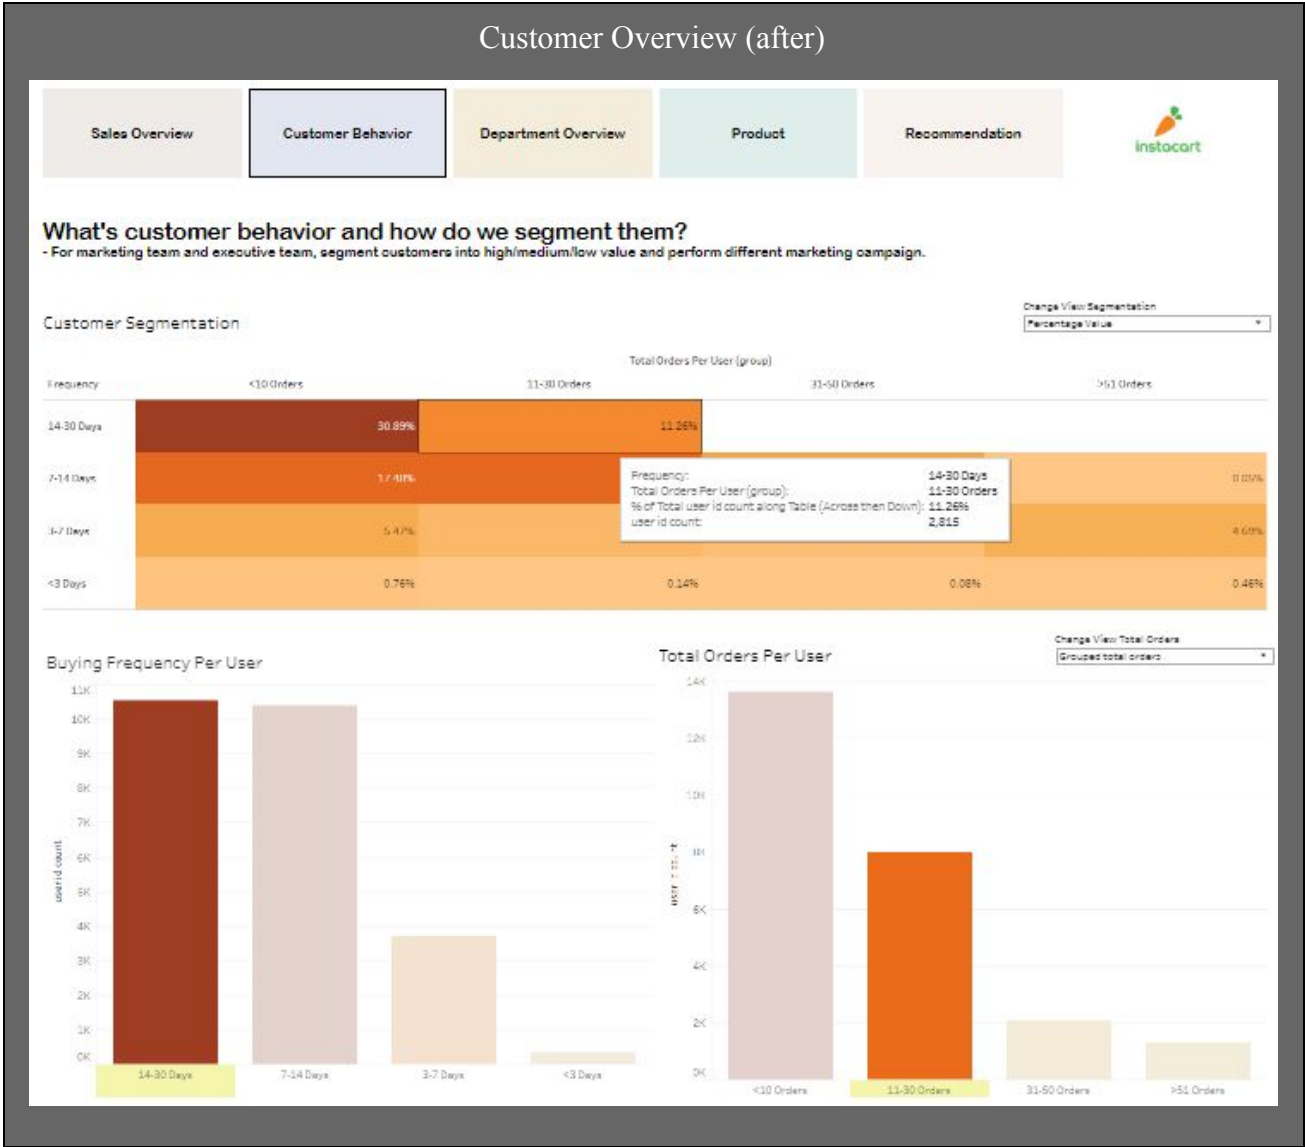 Customer Overview (after)
Sales Overview
Customer Behavior
Department Overview
Product
Recommendation
instacart
What's customer behavior and how do we segment them?
- For marketing team and executive team, segment customers into high/medium/low value and perform different marketing campaign.
Customer Segmentation
Change View Segmentation
Percentage Value
Total Orders Per User (group)
Frequency <10 Orders 11-30 Orders 31-50 Orders >51 Orders
14-30 Days 30.89% 11.26%
7-14 Days 17.40%
3-7 Days 5.47% 4.69%
<3 Days 0.76% 0.14% 0.08% 0.46%
Frequency: 14-30 Days
Total Orders Per User (group): 11-30 Orders
% of Total user id count along Table (Across then Down): 11.26%
user id count: 2,815
Buying Frequency Per User
11K
10K
9K
8K
7K
6K
5K
4K
3K
2K
1K
0K
user id count
14-30 Days 7-14 Days 3-7 Days <3 Days
Total Orders Per User
Change View Total Orders
Grouped total orders
14K
12K
10K
8K
6K
4K
2K
0K
<10 Orders 11-30 Orders 31-50 Orders >51 Orders